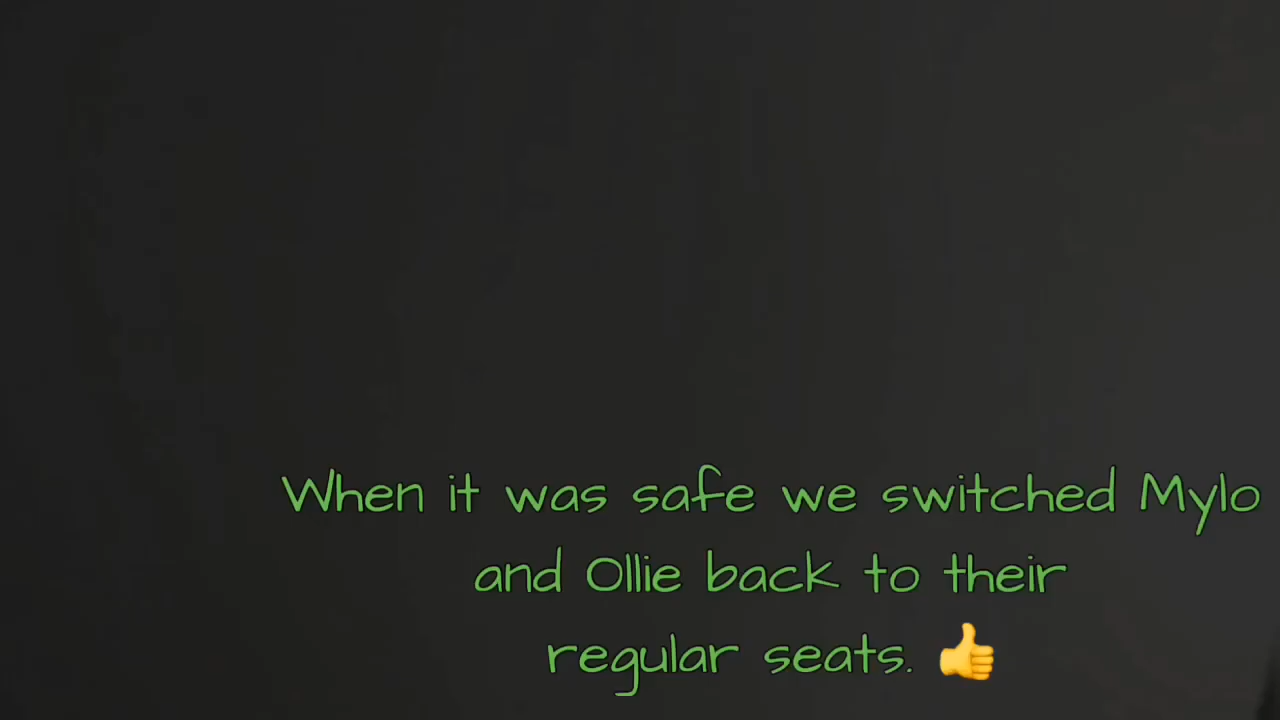 When it was safe we switched Mylo
and Ollie back to their
regular seats. 👍